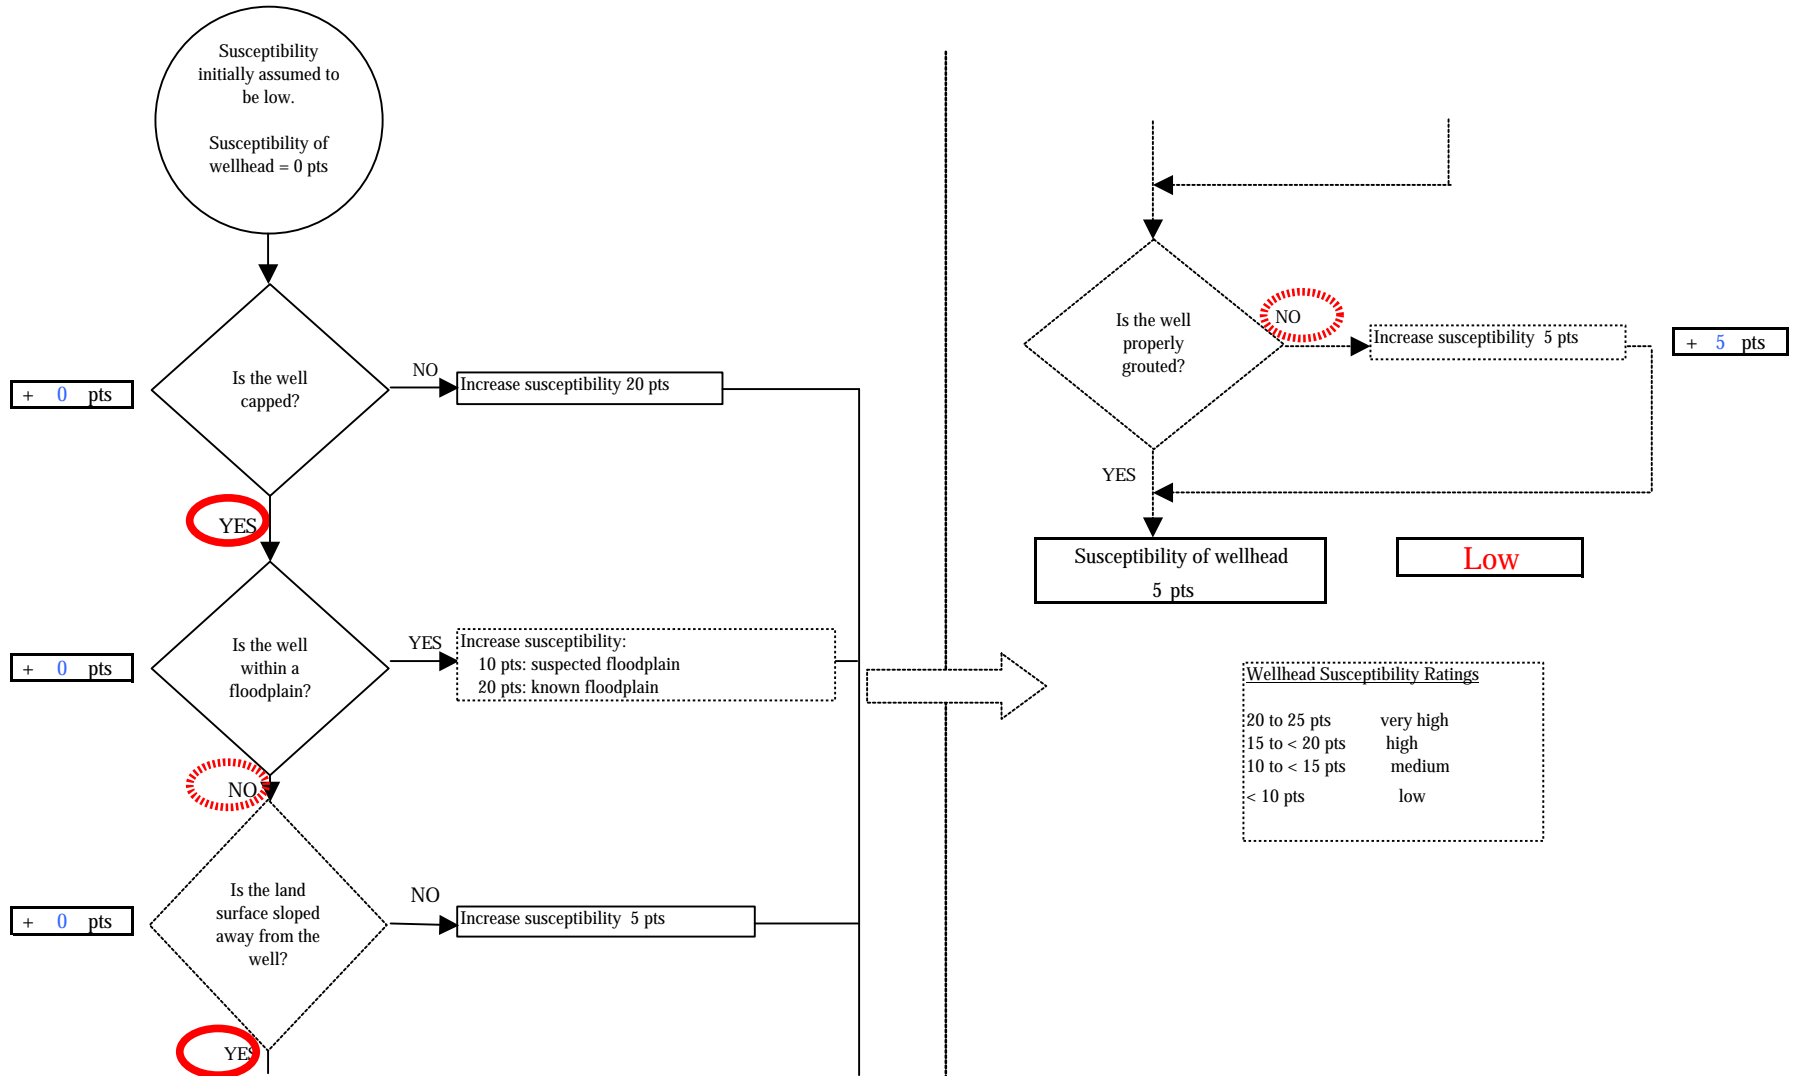 Susceptibility
initially assumed to
be low.
Susceptibility of
wellhead = 0 pts
Is the well
capped?
NO
Increase susceptibility 20 pts
+ 0 pts
YES
Is the well
within a
floodplain?
YES
Increase susceptibility:
10 pts: suspected floodplain
20 pts: known floodplain
+ 0 pts
NO
Is the land
surface sloped
away from the
well?
NO
Increase susceptibility 5 pts
+ 0 pts
YES
Is the well
properly
grouted?
NO
Increase susceptibility 5 pts
+ 5 pts
YES
Susceptibility of wellhead
5 pts
Low
Wellhead Susceptibility Ratings
20 to 25 pts very high
15 to < 20 pts high
10 to < 15 pts medium
< 10 pts low